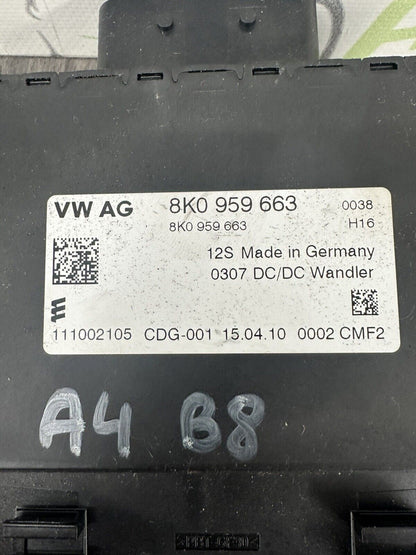 VW AG 8K0 959 663 0038
8K0 959 663 H16
12S Made in Germany
0307 DC/DC Wandler
111002105 CDG-001 15.04.10 0002 CMF2
A4 B8